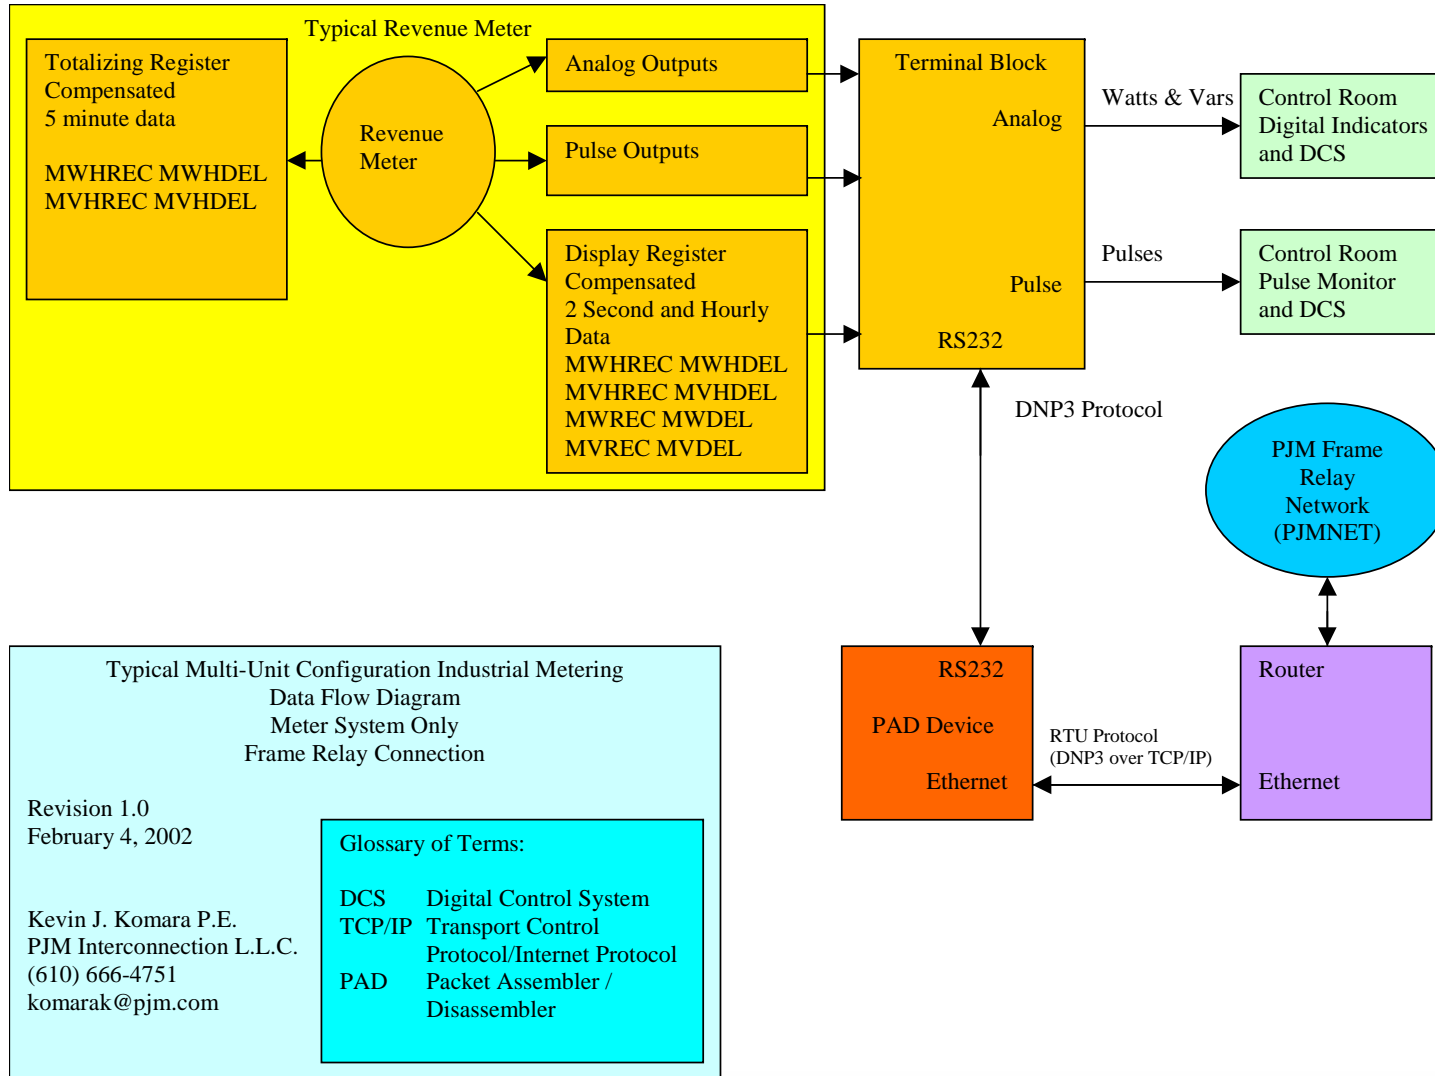 Typical Revenue Meter
Totalizing Register
Compensated
5 minute data
MWHREC MWHDEL
MVHREC MVHDEL
Revenue
Meter
Analog Outputs
Pulse Outputs
Display Register
Compensated
2 Second and Hourly
Data
MWHREC MWHDEL
MVHREC MVHDEL
MWREC MWDEL
MVREC MVDEL
Terminal Block
Analog
Pulse
RS232
Watts & Vars
Control Room
Digital Indicators
and DCS
Pulses
Control Room
Pulse Monitor
and DCS
DNP3 Protocol
PJM Frame
Relay
Network
(PJMNET)
RS232
PAD Device
Ethernet
RTU Protocol
(DNP3 over TCP/IP)
Router
Ethernet
Typical Multi-Unit Configuration Industrial Metering
Data Flow Diagram
Meter System Only
Frame Relay Connection
Revision 1.0
February 4, 2002
Kevin J. Komara P.E.
PJM Interconnection L.L.C.
(610) 666-4751
komarak@pjm.com
Glossary of Terms:
DCS Digital Control System
TCP/IP Transport Control
Protocol/Internet Protocol
PAD Packet Assembler /
Disassembler